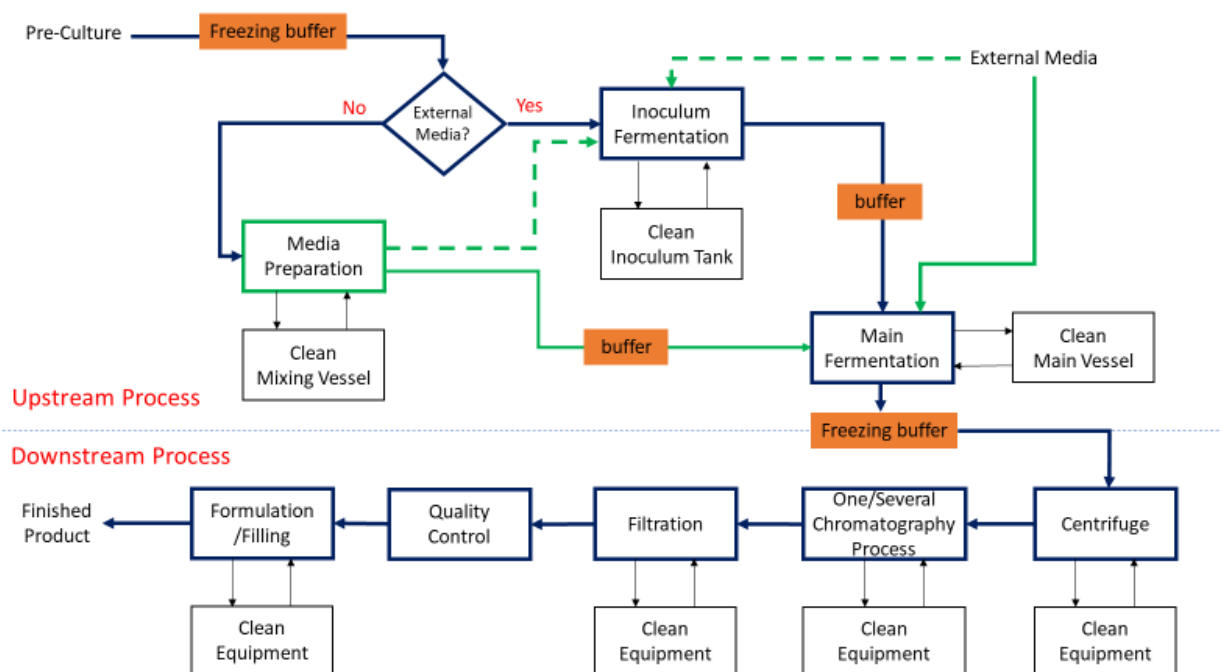 Pre-Culture
Freezing buffer
External Media
External
Media?
No
Yes
Inoculum
Fermentation
buffer
Clean
Inoculum Tank
Media
Preparation
Clean
Mixing Vessel
buffer
Main
Fermentation
Clean
Main Vessel
Upstream Process
Freezing buffer
Downstream Process
Finished
Product
Formulation
/Filling
Quality
Control
Filtration
One/Several
Chromatography
Process
Centrifuge
Clean
Equipment
Clean
Equipment
Clean
Equipment
Clean
Equipment